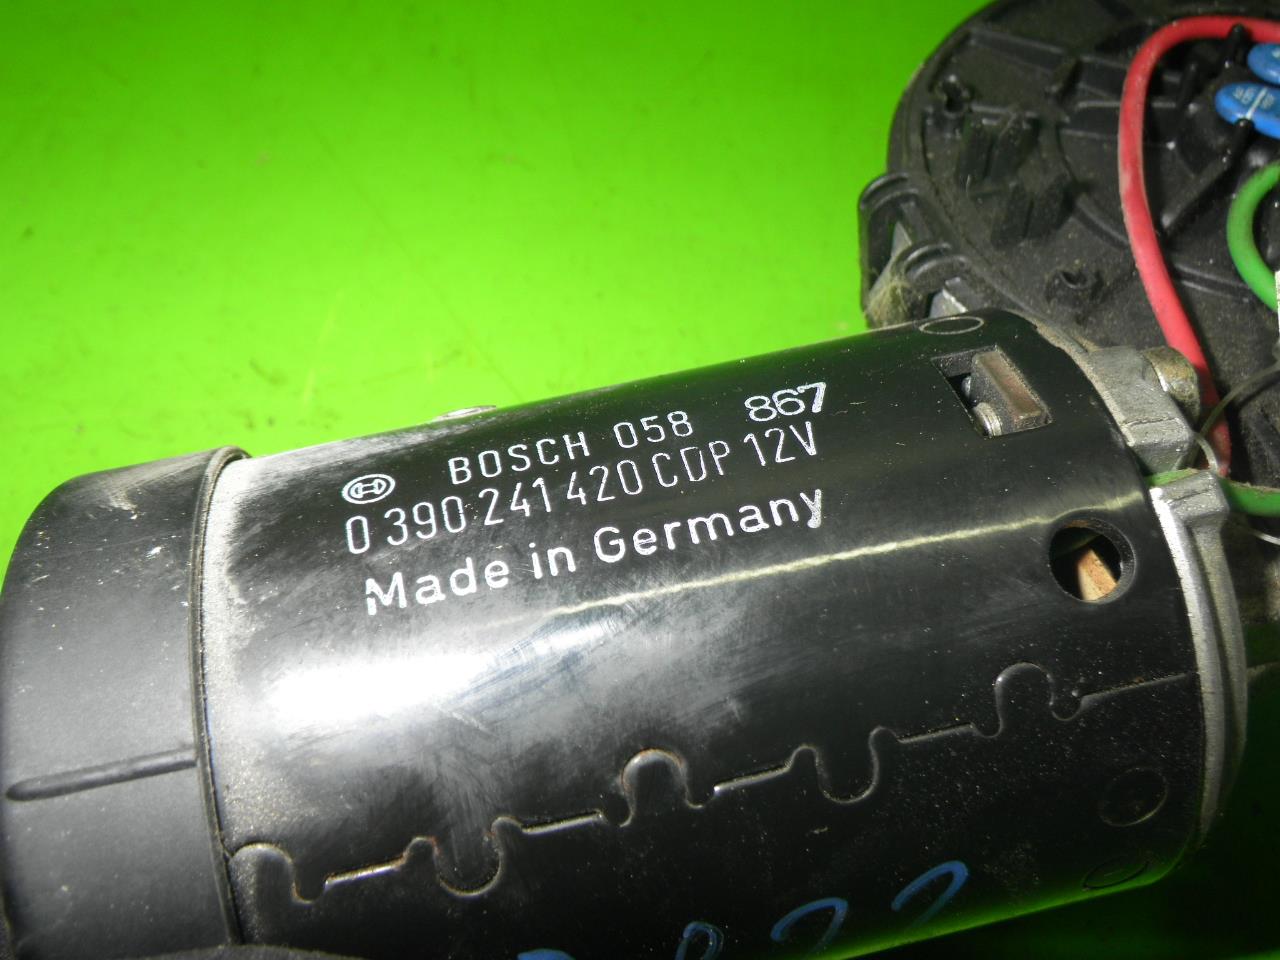 BOSCH 058 867
0 390 241 420 CDP 12V
Made in Germany